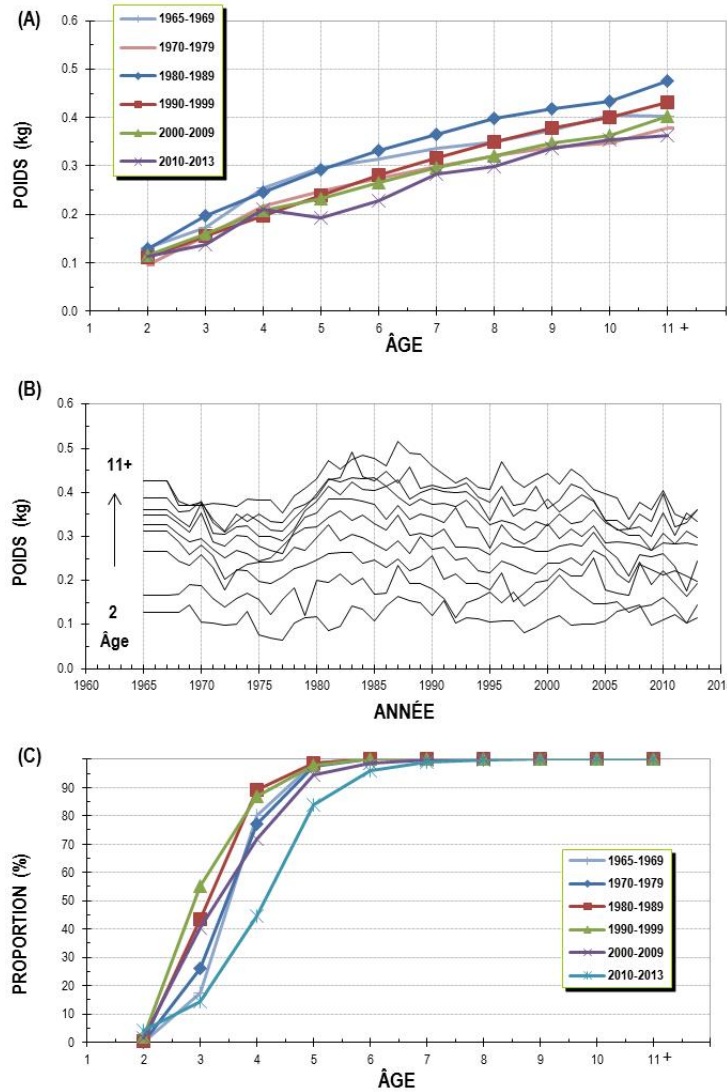 (A)
POIDS (kg)
0.6
0.5
0.4
0.3
0.2
0.1
0.0
1965-1969
1970-1979
1980-1989
1990-1999
2000-2009
2010-2013
1 2 3 4 5 6 7 8 9 10 11 +
ÂGE
(B)
POIDS (kg)
0.6
0.5
0.4
0.3
0.2
0.1
0.0
11+
2
Âge
1960 1965 1970 1975 1980 1985 1990 1995 2000 2005 2010 201
ANNÉE
(C)
PROPORTION (%)
90
80
70
60
50
40
30
20
10
0
1965-1969
1970-1979
1980-1989
1990-1999
2000-2009
2010-2013
1 2 3 4 5 6 7 8 9 10 11 +
ÂGE